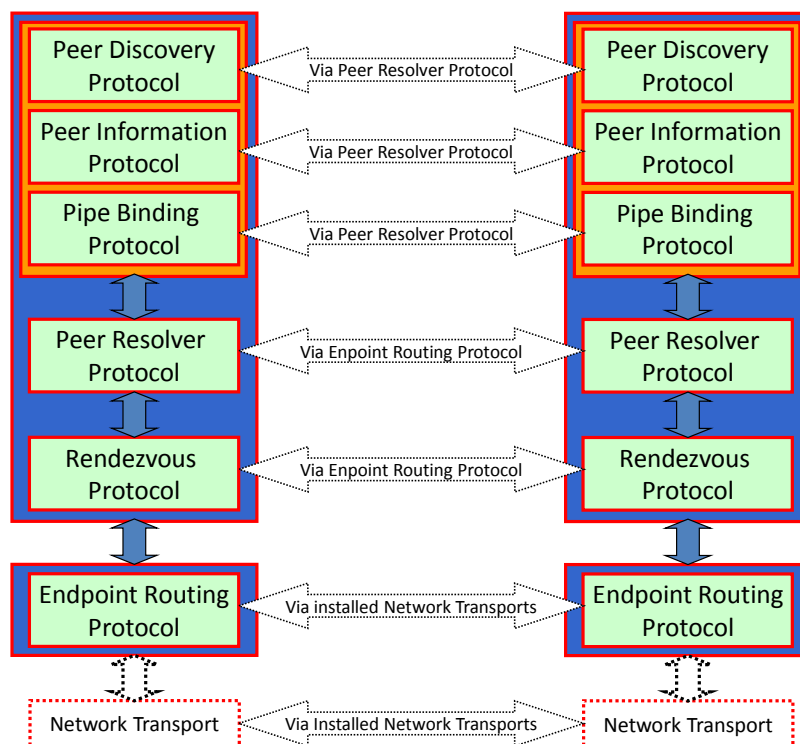 Peer Discovery
Protocol
Via Peer Resolver Protocol
Peer Discovery
Protocol
Peer Information
Protocol
Via Peer Resolver Protocol
Peer Information
Protocol
Pipe Binding
Protocol
Via Peer Resolver Protocol
Pipe Binding
Protocol
Peer Resolver
Protocol
Via Enpoint Routing Protocol
Peer Resolver
Protocol
Rendezvous
Protocol
Via Enpoint Routing Protocol
Rendezvous
Protocol
Endpoint Routing
Protocol
Via installed Network Transports
Endpoint Routing
Protocol
Network Transport
Via Installed Network Transports
Network Transport